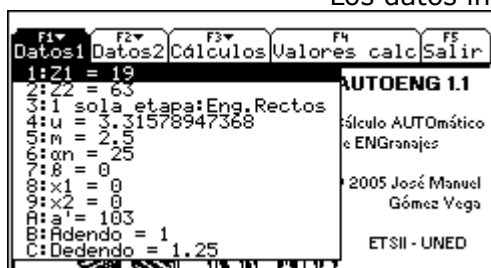 Los datos in
F1 F2 F3 F4 F5
Datos1 Datos2 Cálculos Valores calc Salir
1:Z1 = 19
2:Z2 = 63
3:1 sola etapa:Eng.Rectos
4:u = 3.31578947368
5:m = 2.5
6:αn = 25
7:β = 0
8:x1 = 0
9:x2 = 0
A:a'= 103
B:Adendo = 1
C:Dedendo = 1.25
AUTOENG 1.1
Cálculo AUTOmático
de ENGranajes
2005 José Manuel
Gómez Vega
ETSII - UNED